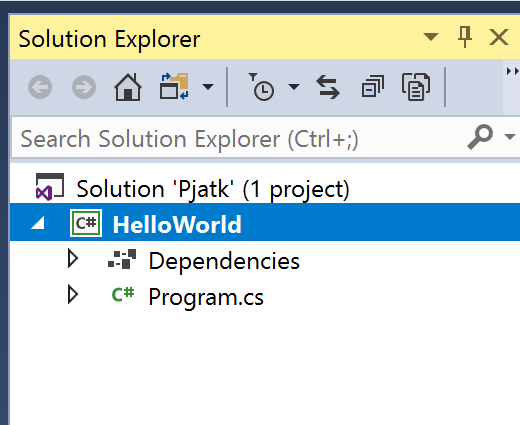 Solution Explorer
Search Solution Explorer (Ctrl+;)
Solution 'Pjatk' (1 project)
C# HelloWorld
Dependencies
C# Program.cs